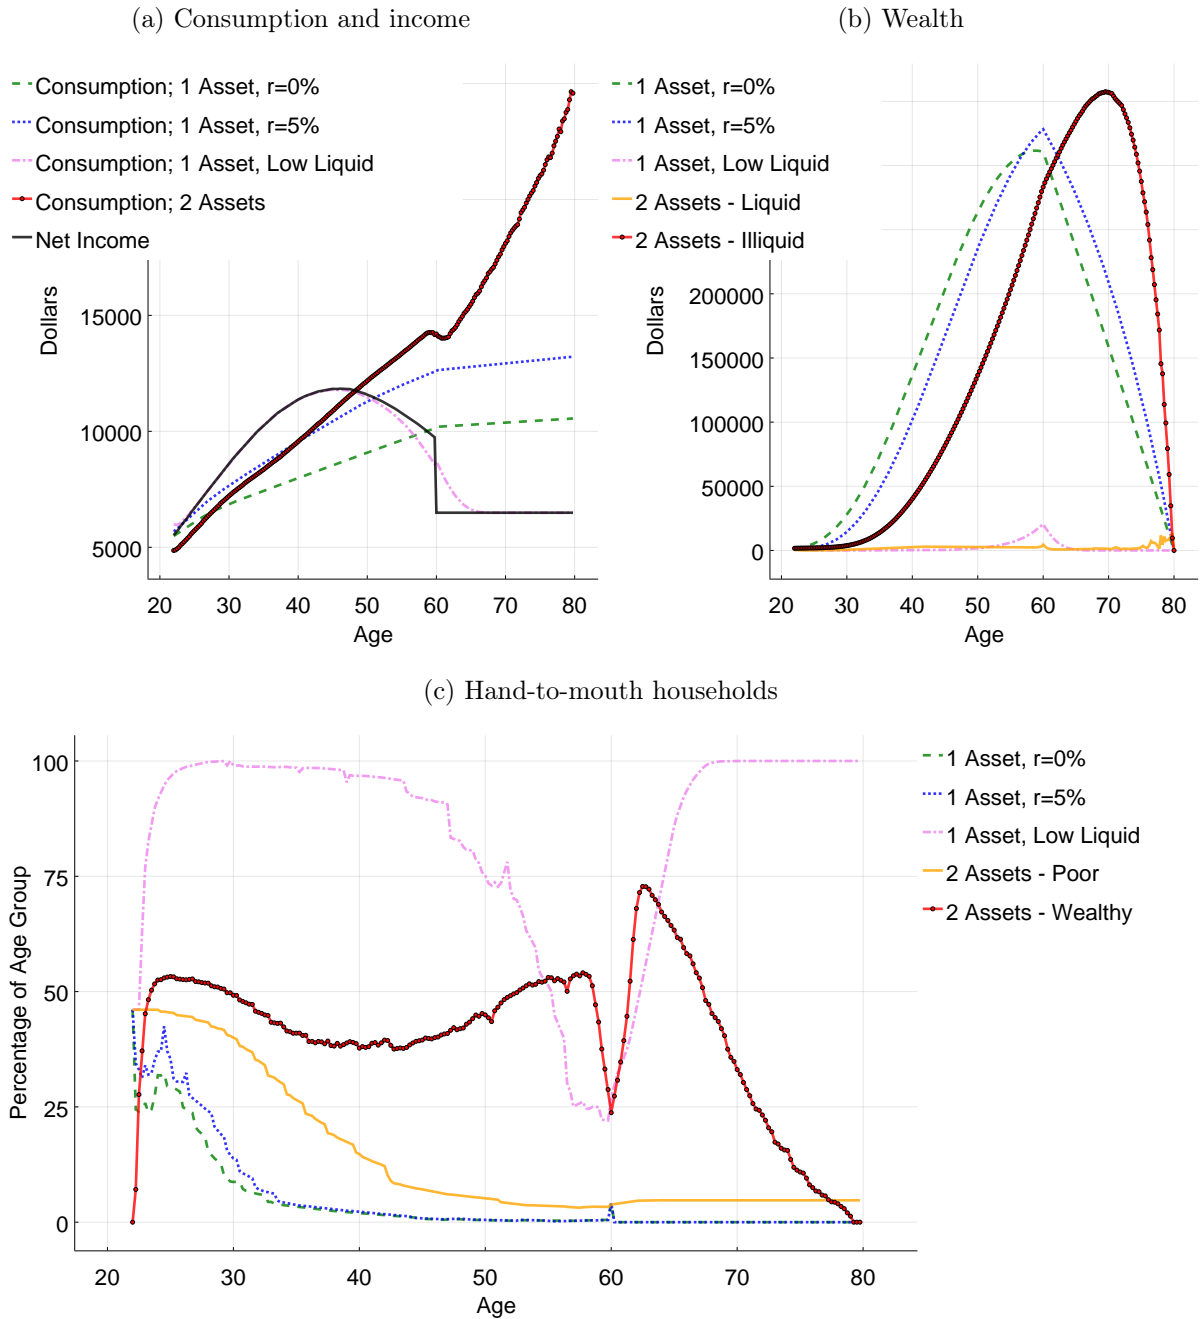 (a) Consumption and income
Consumption; 1 Asset, r=0%
Consumption; 1 Asset, r=5%
Consumption; 1 Asset, Low Liquid
Consumption; 2 Assets
Net Income
Dollars
15000
10000
5000
20 30 40 50 60 70 80
Age
(b) Wealth
1 Asset, r=0%
1 Asset, r=5%
1 Asset, Low Liquid
2 Assets - Liquid
2 Assets - Illiquid
Dollars
200000
150000
100000
50000
0
20 30 40 50 60 70 80
Age
(c) Hand-to-mouth households
Percentage of Age Group
100
75
50
25
0
20 30 40 50 60 70 80
Age
1 Asset, r=0%
1 Asset, r=5%
1 Asset, Low Liquid
2 Assets - Poor
2 Assets - Wealthy